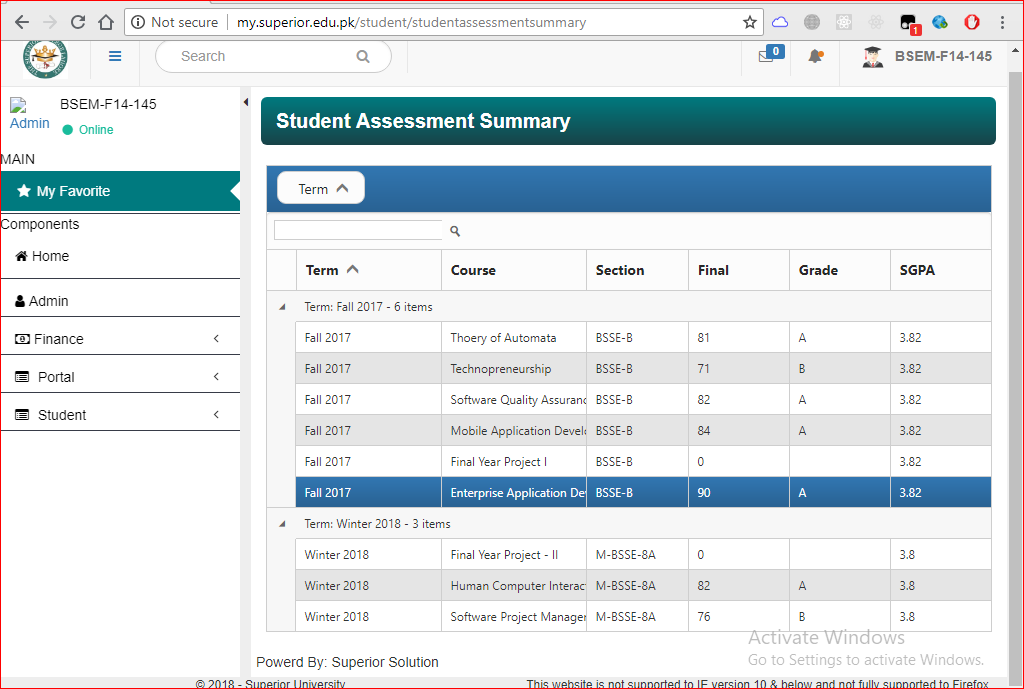 Not secure | my.superior.edu.pk/student/studentassessmentsummary
1
Search
0
BSEM-F14-145
Admin
BSEM-F14-145
Online
MAIN
My Favorite
Components
Home
Admin
Finance
Portal
Student
Student Assessment Summary
Term
Term Course Section Final Grade SGPA
Term: Fall 2017 - 6 items
Fall 2017 Thoery of Automata BSSE-B 81 A 3.82
Fall 2017 Technopreneurship BSSE-B 71 B 3.82
Fall 2017 Software Quality Assuranc BSSE-B 82 A 3.82
Fall 2017 Mobile Application Develo BSSE-B 84 A 3.82
Fall 2017 Final Year Project I BSSE-B 0 3.82
Fall 2017 Enterprise Application De BSSE-B 90 A 3.82
Term: Winter 2018 - 3 items
Winter 2018 Final Year Project - II M-BSSE-8A 0 3.8
Winter 2018 Human Computer Interac M-BSSE-8A 82 A 3.8
Winter 2018 Software Project Manager M-BSSE-8A 76 B 3.8
Activate Windows
Go to Settings to activate Windows.
Powerd By: Superior Solution
© 2018 - Superior University
This website is not supported to IE version 10 & below and not fully supported to Firefox